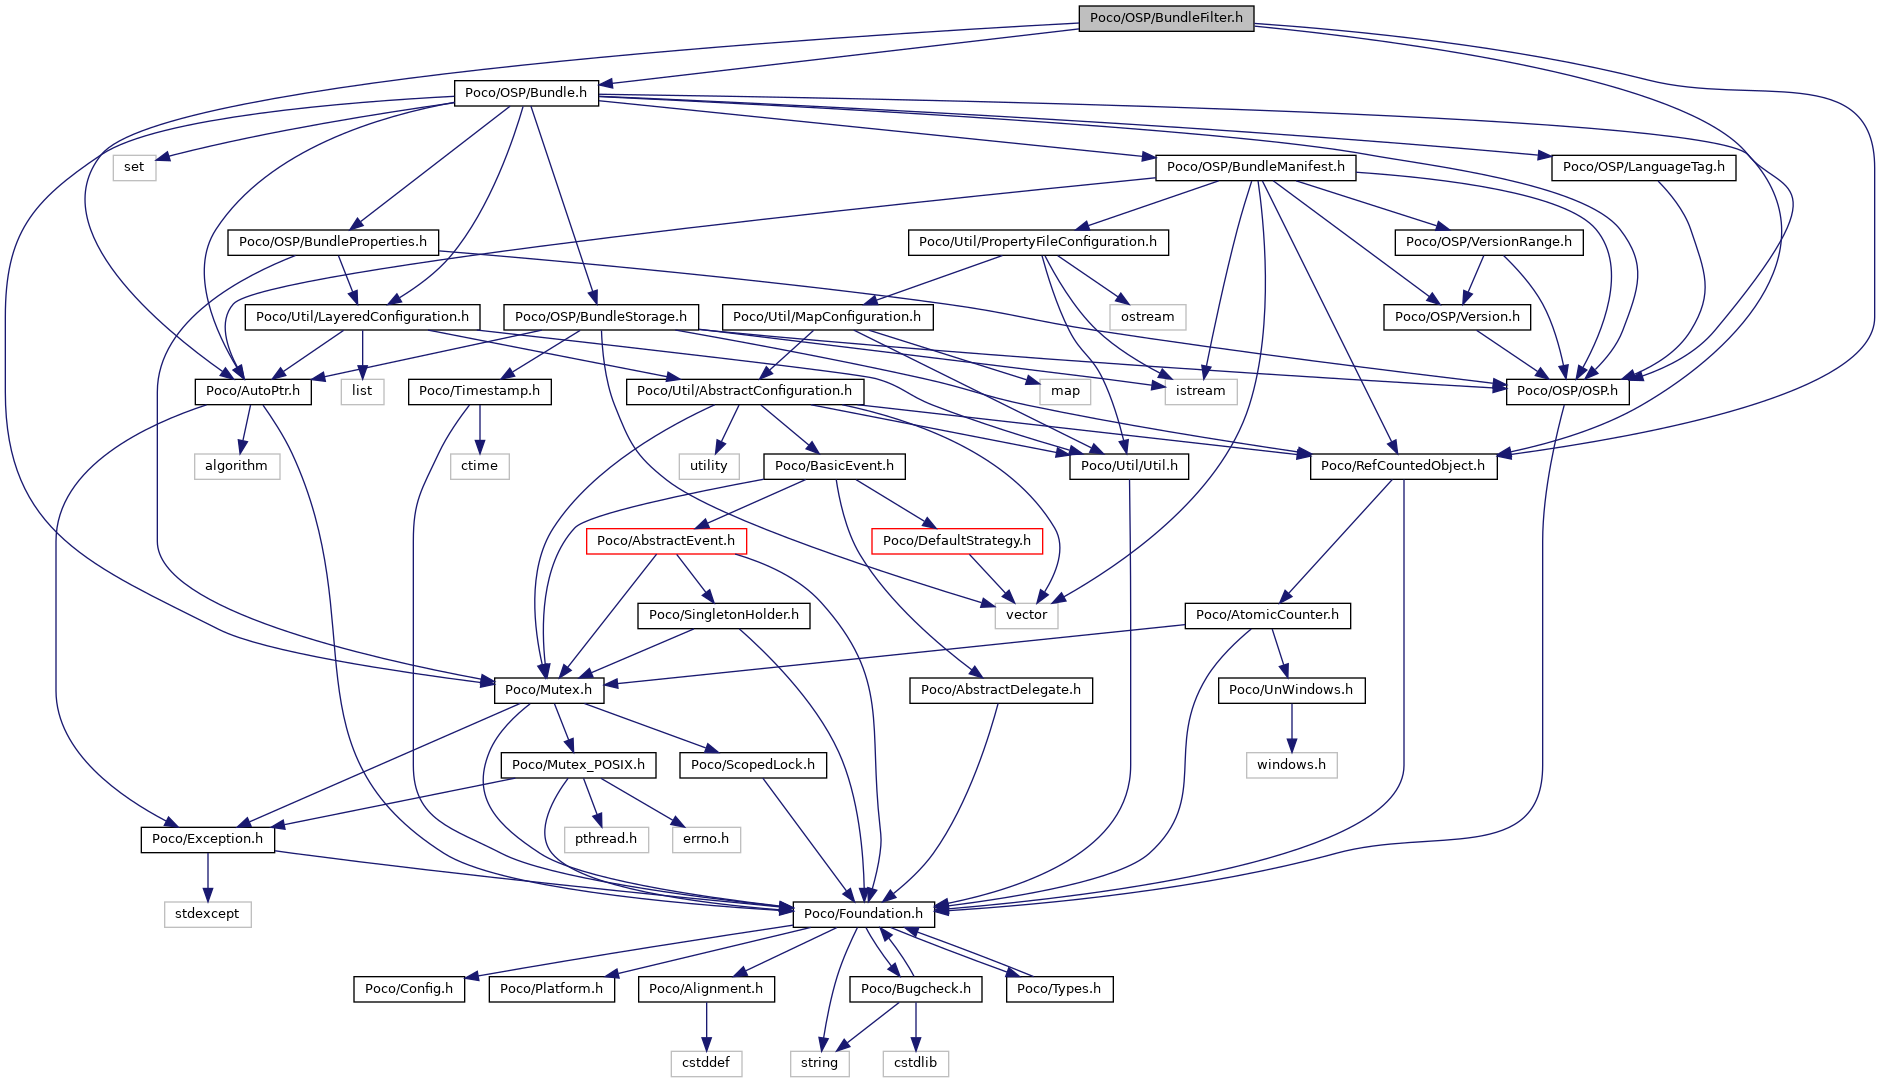 Poco/OSP/BundleFilter.h
Poco/OSP/Bundle.h
set
Poco/OSP/BundleManifest.h
Poco/OSP/LanguageTag.h
Poco/OSP/BundleProperties.h
Poco/Util/PropertyFileConfiguration.h
Poco/OSP/VersionRange.h
Poco/Util/LayeredConfiguration.h
Poco/OSP/BundleStorage.h
Poco/Util/MapConfiguration.h
ostream
Poco/OSP/Version.h
Poco/AutoPtr.h
list
Poco/Timestamp.h
Poco/Util/AbstractConfiguration.h
map
istream
Poco/OSP/OSP.h
algorithm
ctime
utility
Poco/BasicEvent.h
Poco/Util/Util.h
Poco/RefCountedObject.h
Poco/AbstractEvent.h
Poco/DefaultStrategy.h
Poco/SingletonHolder.h
vector
Poco/AtomicCounter.h
Poco/Mutex.h
Poco/AbstractDelegate.h
Poco/UnWindows.h
Poco/Mutex_POSIX.h
Poco/ScopedLock.h
windows.h
Poco/Exception.h
pthread.h
errno.h
stdexcept
Poco/Foundation.h
Poco/Config.h
Poco/Platform.h
Poco/Alignment.h
Poco/Bugcheck.h
Poco/Types.h
cstddef
string
cstdlib